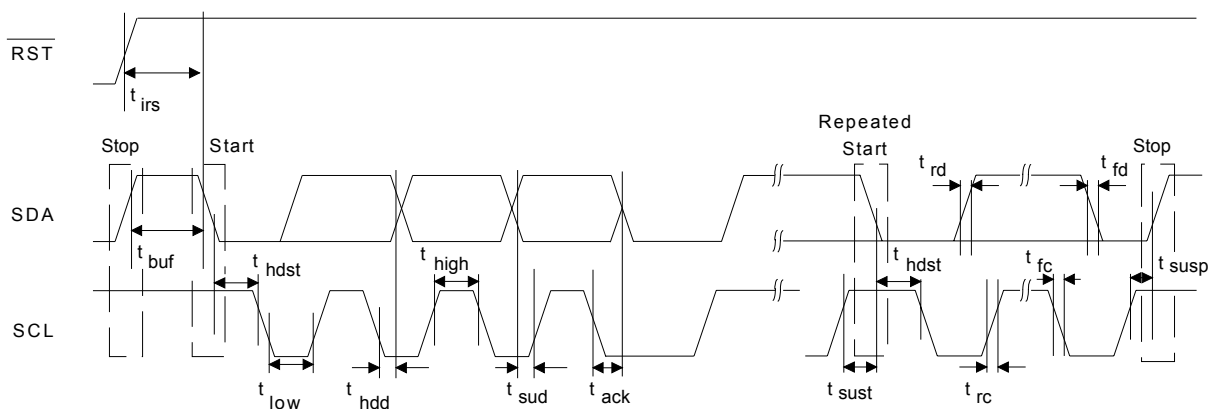 RST
t irs
Repeated
Stop
Start
Start
Stop
t rd
t fd
SDA
t buf
t hdst
t high
t hdst
t fc
t susp
SCL
t low
t hdd
t sud
t ack
t sust
t rc